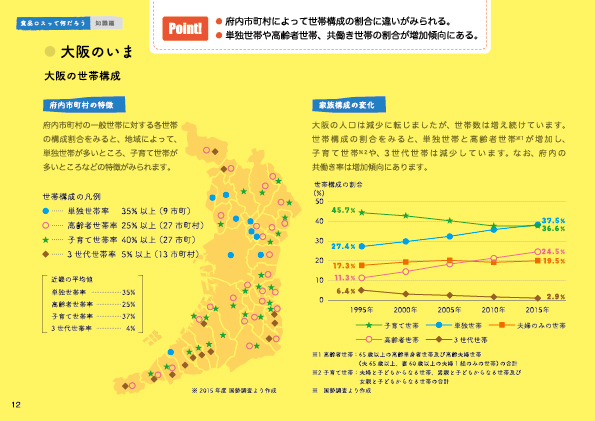 食品ロスって何だろう 知識編
Point!
● 府内市町村によって世帯構成の割合に違いがみられる。
● 単独世帯や高齢者世帯、共働き世帯の割合が増加傾向にある。
大阪のいま
大阪の世帯構成
府内市町村の特徴
府内市町村の一般世帯に対する各世帯
の構成割合をみると、地域によって、
単独世帯が多いところ、子育て世帯が
多いところなどの特徴がみられます。
世帯構成の凡例
● …… 単独世帯率 35%以上(9市町)
○ …… 高齢者世帯率 25%以上(27市町村)
★ …… 子育て世帯率 40%以上(27市町)
◆ …… 3世代世帯率 5%以上(13市町村)
近畿の平均値
単独世帯率 ………… 35%
高齢者世帯率 ……… 25%
子育て世帯率 ……… 37%
3世代世帯率 ……… 4%
※2015年度 国勢調査より作成
家族構成の変化
大阪の人口は減少に転じましたが、世帯数は増え続けています。
世帯構成の割合をみると、単独世帯と高齢者世帯※1が増加し、
子育て世帯※2や、3世代世帯は減少しています。なお、府内の
共働き率は増加傾向にあります。
世帯構成の割合
(%)
50
40
30
20
10
0
45.7%
27.4%
17.3%
11.3%
6.4%
37.5%
36.6%
24.5%
19.5%
2.9%
1995年 2000年 2005年 2010年 2015年
子育て世帯 単独世帯 夫婦のみの世帯
高齢者世帯 3世代世帯
※1 高齢者世帯:65歳以上の高齢単身者世帯及び高齢夫婦世帯
(夫65歳以上、妻60歳以上の夫婦1組のみの世帯)の合計
※2 子育て世帯:夫婦と子どもからなる世帯、男親と子どもからなる世帯及び
女親と子どもからなる世帯の合計
※ 国勢調査より作成
12